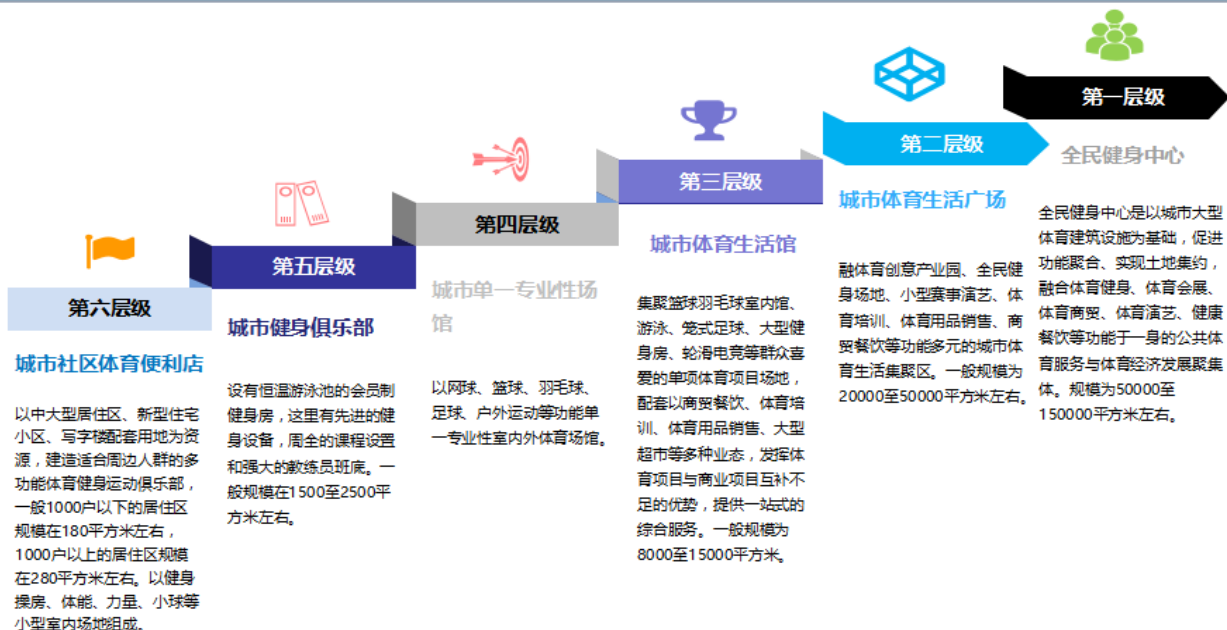 第一层级
全民健身中心
全民健身中心是以城市大型
体育建筑设施为基础，促进
功能聚合、实现土地集约，
融合体育健身、体育会展、
体育商贸、体育演艺、健康
餐饮等功能于一身的公共体
育服务与体育经济发展聚集
体。规模为50000至
150000平方米左右。
第二层级
城市体育生活广场
融体育创意产业园、全民健
身场地、小型赛事演艺、体
育培训、体育用品销售、商
贸餐饮等功能多元的城市体
育生活集聚区。一般规模为
20000至50000平方米左右。
第三层级
城市体育生活馆
集聚篮球羽毛球室内馆、
游泳、笼式足球、大型健
身房、轮滑电竞等群众喜
爱的单项体育项目场地，
配套以商贸餐饮、体育培
训、体育用品销售、大型
超市等多种业态，发挥体
育项目与商业项目互补不
足的优势，提供一站式的
综合服务。一般规模为
8000至15000平方米。
第四层级
城市单一专业性场
馆
以网球、篮球、羽毛球、
足球、户外运动等功能单
一专业性室内外体育场馆。
第五层级
城市健身俱乐部
设有恒温游泳池的会员制
健身房，这里有先进的健
身设备，周全的课程设置
和强大的教练员班底。一
般规模在1500至2500平
方米左右。
第六层级
城市社区体育便利店
以中大型居住区、新型住宅
小区、写字楼配套用地为资
源，建造适合周边人群的多
功能体育健身运动俱乐部，
一般1000户以下的居住区
规模在180平方米左右，
1000户以上的居住区规模
在280平方米左右。以健身
操房、体能、力量、小球等
小型室内场地组成。